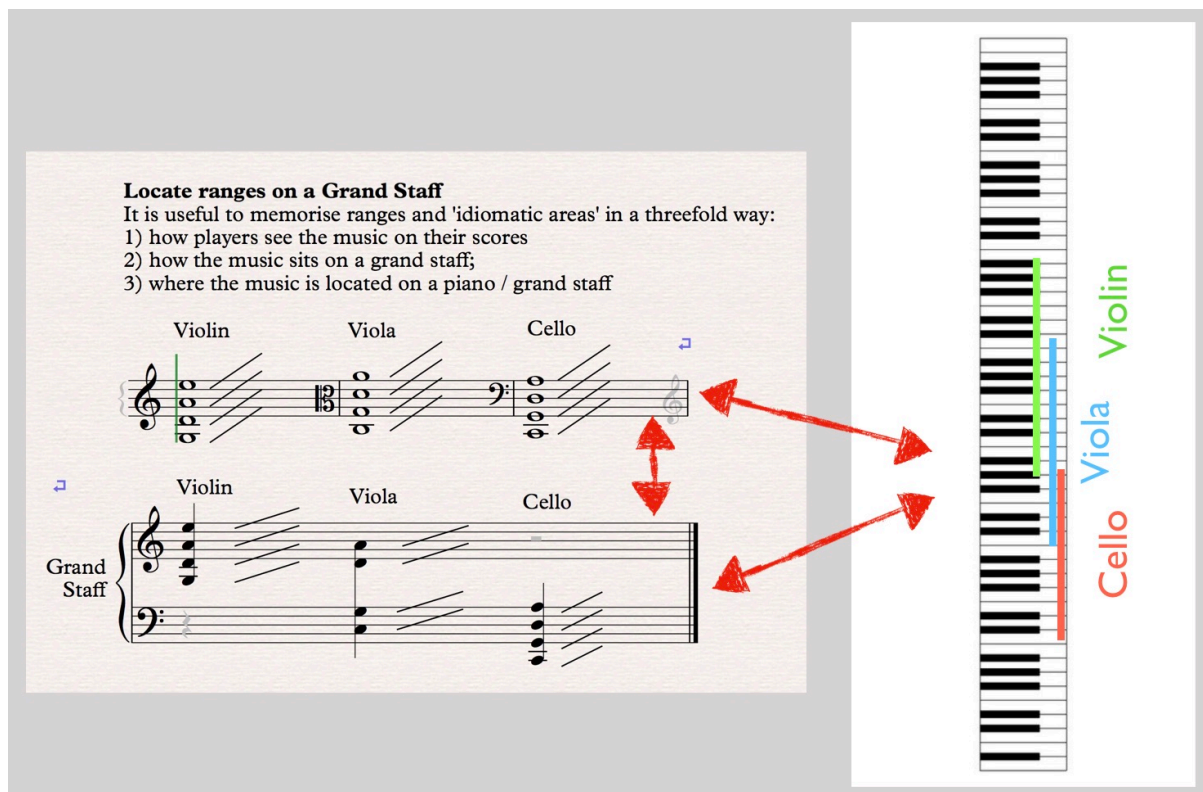 Locate ranges on a Grand Staff
It is useful to memorise ranges and 'idiomatic areas' in a threefold way:
1) how players see the music on their scores
2) how the music sits on a grand staff;
3) where the music is located on a piano / grand staff
Violin
Viola
Cello
Violin
Viola
Cello
Grand
Staff
Violin
Viola
Cello